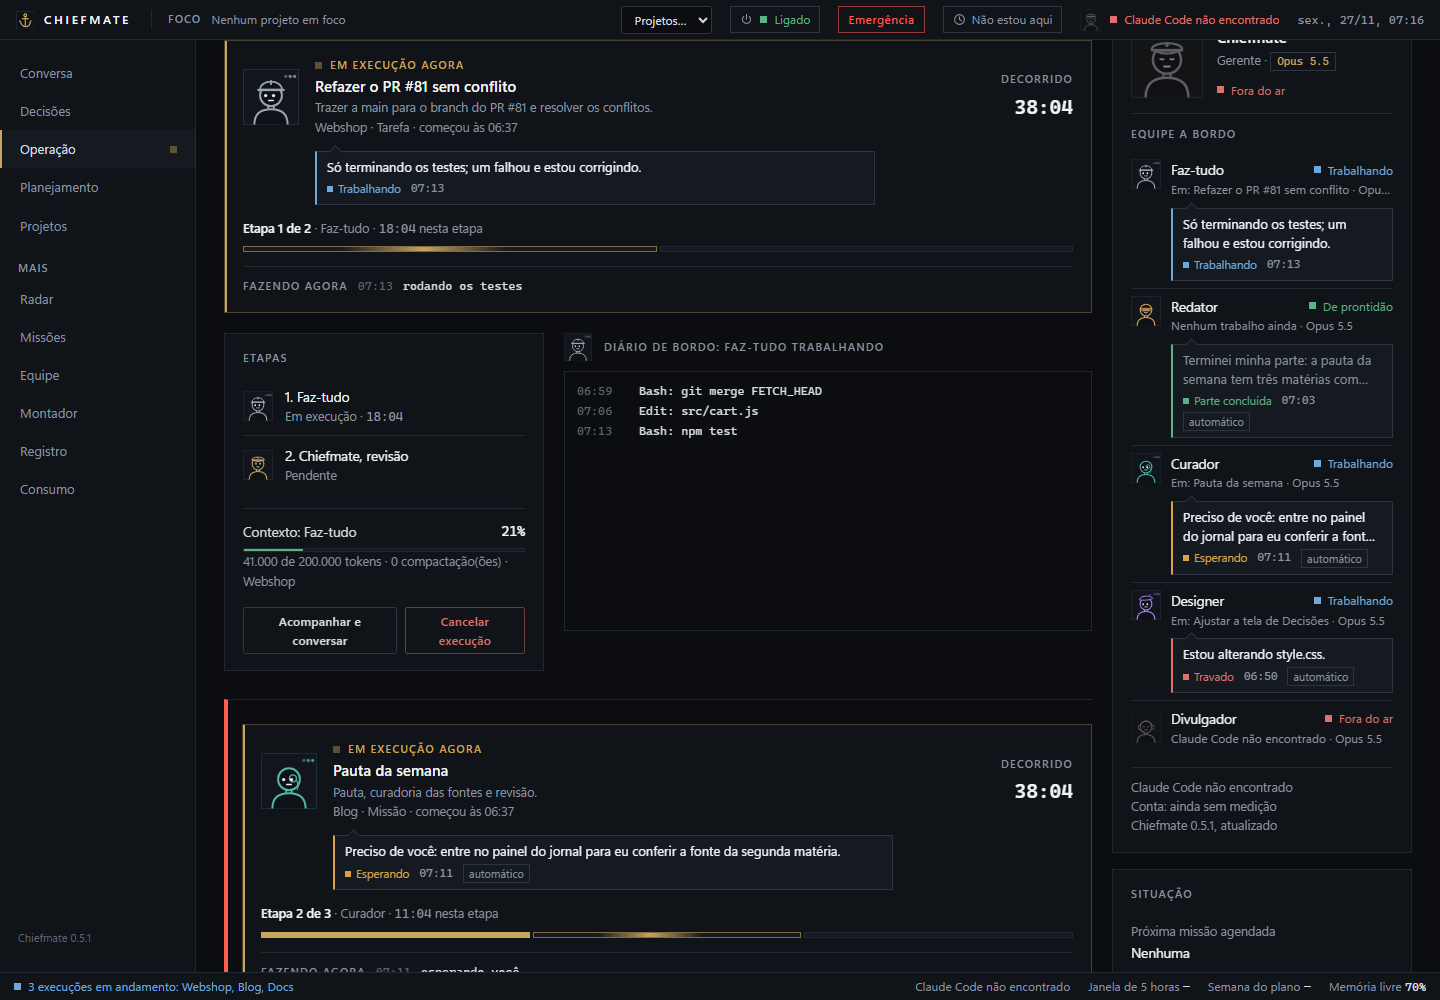 CHIEFMATE
FOCO Nenhum projeto em foco
Projetos...
Ligado
Emergência
Não estou aqui
Claude Code não encontrado
sex., 27/11, 07:16
Conversa
Decisões
Operação
Planejamento
Projetos
MAIS
Radar
Missões
Equipe
Montador
Registro
Consumo
Chiefmate 0.5.1
EM EXECUÇÃO AGORA
Refazer o PR #81 sem conflito
Trazer a main para o branch do PR #81 e resolver os conflitos.
Webshop · Tarefa · começou às 06:37
DECORRIDO
38:04
Só terminando os testes; um falhou e estou corrigindo.
Trabalhando 07:13
Etapa 1 de 2 · Faz-tudo · 18:04 nesta etapa
FAZENDO AGORA 07:13 rodando os testes
ETAPAS
1. Faz-tudo
Em execução · 18:04
2. Chiefmate, revisão
Pendente
Contexto: Faz-tudo 21%
41.000 de 200.000 tokens · 0 compactação(ões) ·
Webshop
Acompanhar e
conversar
Cancelar
execução
DIÁRIO DE BORDO: FAZ-TUDO TRABALHANDO
06:59 Bash: git merge FETCH_HEAD
07:06 Edit: src/cart.js
07:13 Bash: npm test
EM EXECUÇÃO AGORA
Pauta da semana
Pauta, curadoria das fontes e revisão.
Blog · Missão · começou às 06:37
DECORRIDO
38:04
Preciso de você: entre no painel do jornal para eu conferir a fonte da segunda matéria.
Esperando 07:11 automático
Etapa 2 de 3 · Curador · 11:04 nesta etapa
FAZENDO AGORA 07:11 esperando você
Chiefmate
Gerente · Opus 5.5
Fora do ar
EQUIPE A BORDO
Faz-tudo Trabalhando
Em: Refazer o PR #81 sem conflito · Opu...
Só terminando os testes; um
falhou e estou corrigindo.
Trabalhando 07:13
Redator De prontidão
Nenhum trabalho ainda · Opus 5.5
Terminei minha parte: a pauta da
semana tem três matérias com...
Parte concluída 07:03
automático
Curador Trabalhando
Em: Pauta da semana · Opus 5.5
Preciso de você: entre no painel
do jornal para eu conferir a font...
Esperando 07:11 automático
Designer Trabalhando
Em: Ajustar a tela de Decisões · Opus 5.5
Estou alterando style.css.
Travado 06:50 automático
Divulgador Fora do ar
Claude Code não encontrado · Opus 5.5
Claude Code não encontrado
Conta: ainda sem medição
Chiefmate 0.5.1, atualizado
SITUAÇÃO
Próxima missão agendada
Nenhuma
3 execuções em andamento: Webshop, Blog, Docs
Claude Code não encontrado
Janela de 5 horas —
Semana do plano —
Memória livre 70%